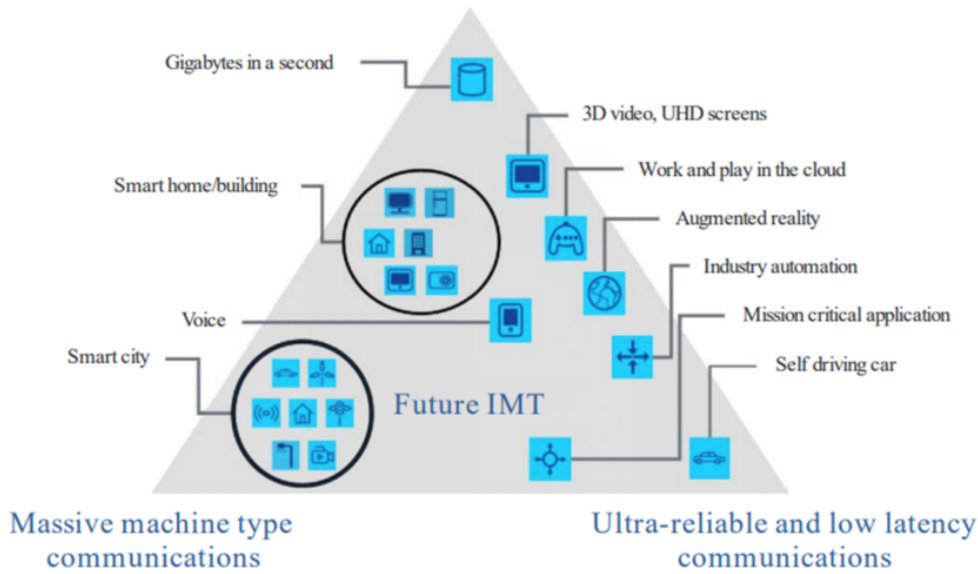 Gigabytes in a second
3D video, UHD screens
Work and play in the cloud
Smart home/building
Augmented reality
Industry automation
Mission critical application
Voice
Smart city
Self driving car
Future IMT
Massive machine type
communications
Ultra-reliable and low latency
communications